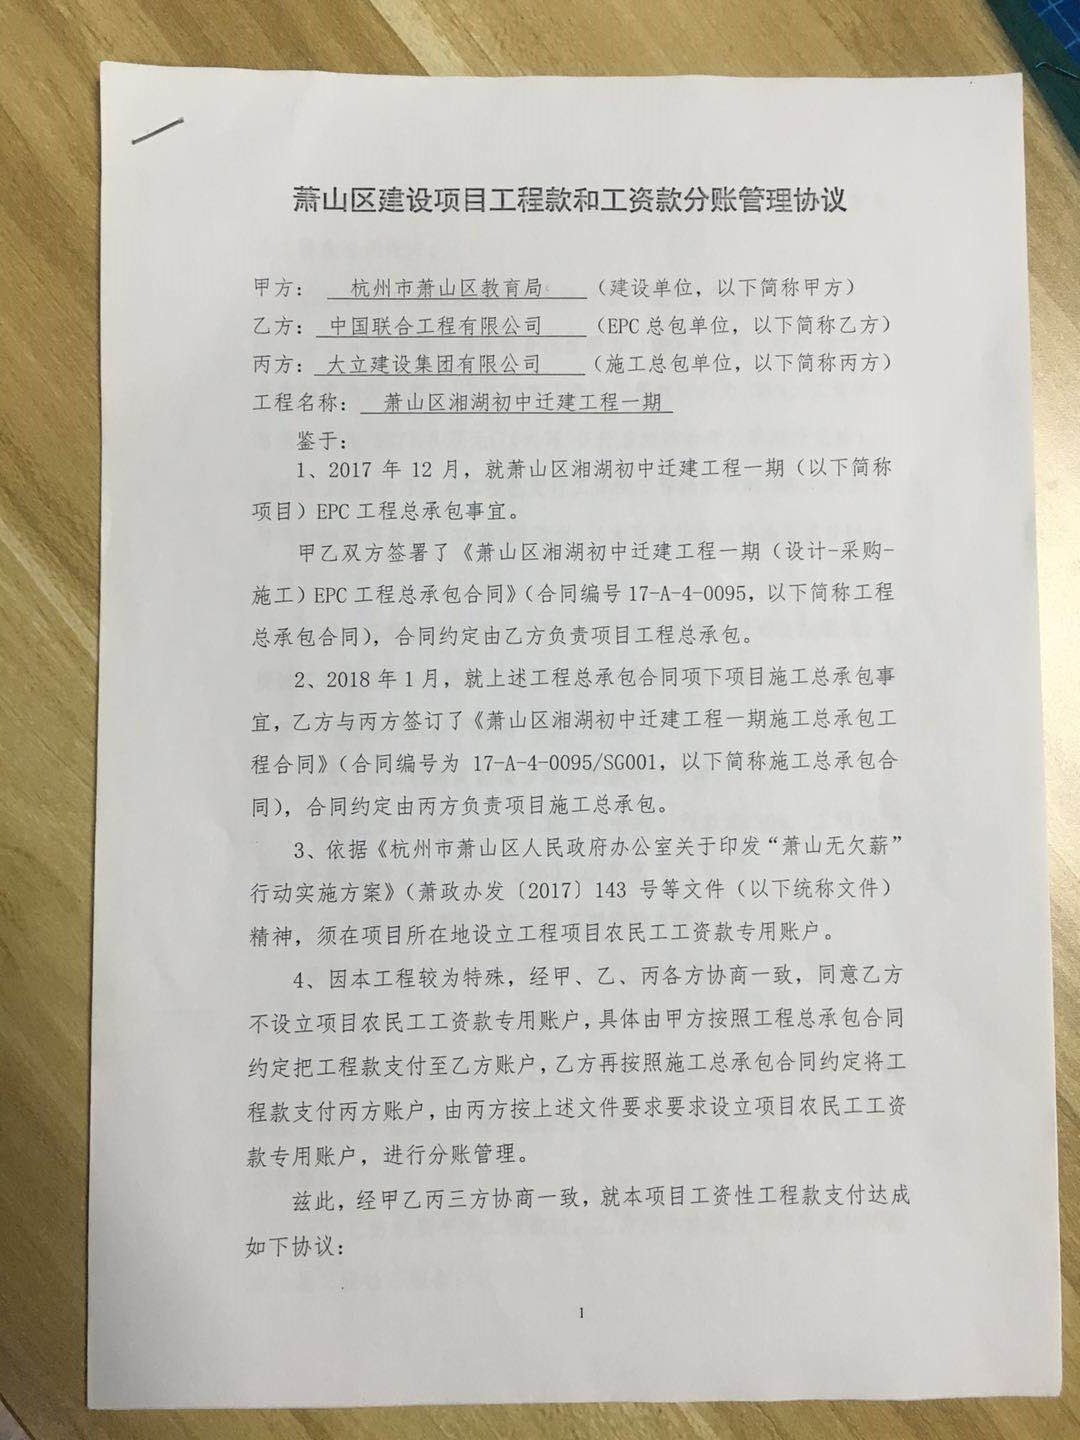 萧山区建设项目工程款和工资款分账管理协议
甲方： 杭州市萧山区教育局 （建设单位，以下简称甲方）
乙方： 中国联合工程有限公司 （EPC 总包单位，以下简称乙方）
丙方： 大立建设集团有限公司 （施工总包单位，以下简称丙方）
工程名称： 萧山区湘湖初中迁建工程一期
鉴于：
1、2017 年 12 月，就萧山区湘湖初中迁建工程一期（以下简称
项目）EPC 工程总承包事宜。
甲乙双方签署了《萧山区湘湖初中迁建工程一期（设计-采购-
施工）EPC 工程总承包合同》（合同编号 17-A-4-0095，以下简称工程
总承包合同），合同约定由乙方负责项目工程总承包。
2、2018 年 1 月，就上述工程总承包合同项下项目施工总承包事
宜，乙方与丙方签订了《萧山区湘湖初中迁建工程一期施工总承包工
程合同》（合同编号为 17-A-4-0095/SG001，以下简称施工总承包合
同），合同约定由丙方负责项目施工总承包。
3、依据《杭州市萧山区人民政府办公室关于印发“萧山无欠薪”
行动实施方案》（萧政办发〔2017〕143 号等文件（以下统称文件）
精神，须在项目所在地设立工程项目农民工工资款专用账户。
4、因本工程较为特殊，经甲、乙、丙各方协商一致，同意乙方
不设立项目农民工工资款专用账户，具体由甲方按照工程总承包合同
约定把工程款支付至乙方账户，乙方再按照施工总承包合同约定将工
程款支付丙方账户，由丙方按上述文件要求要求设立项目农民工工资
款专用账户，进行分账管理。
兹此，经甲乙丙三方协商一致，就本项目工资性工程款支付达成
如下协议：
1